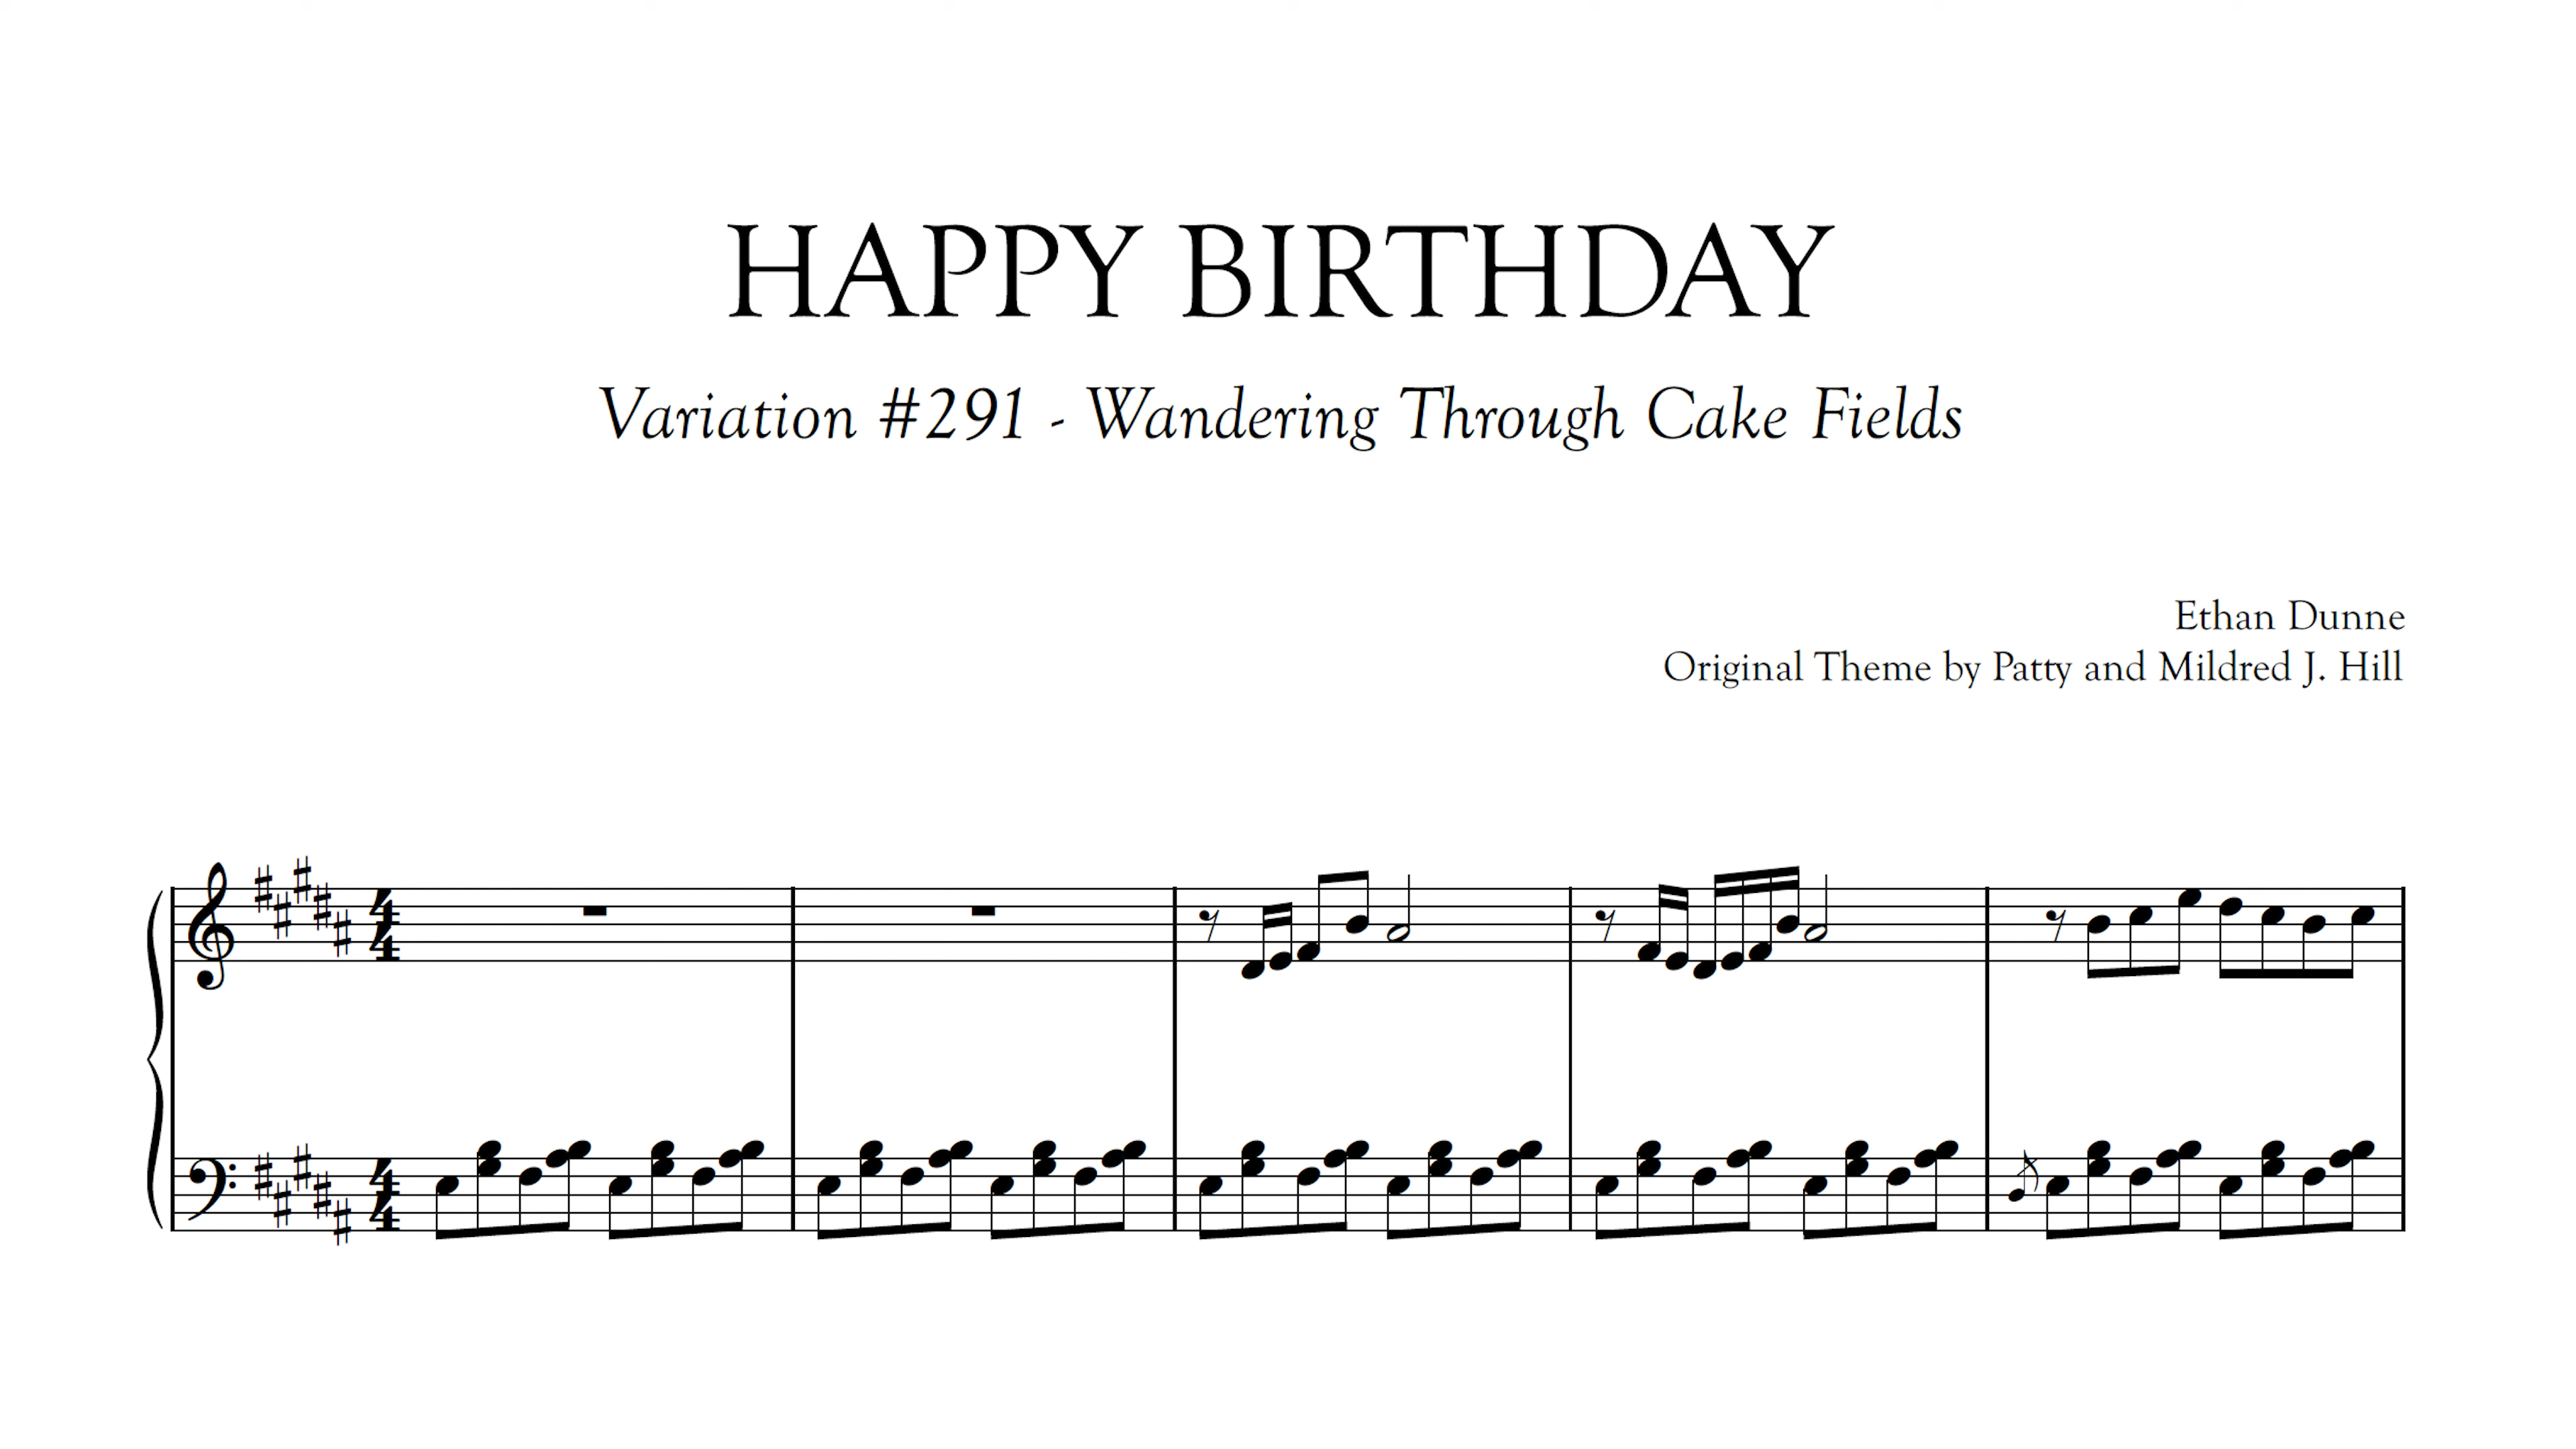 HAPPY BIRTHDAY
Variation #291 - Wandering Through Cake Fields
Ethan Dunne
Original Theme by Patty and Mildred J. Hill